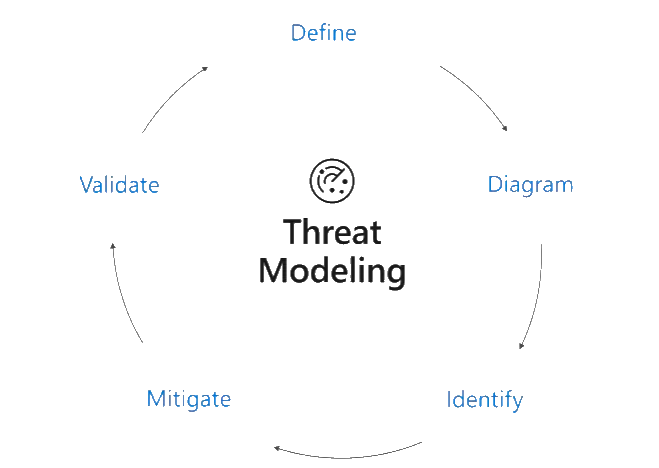 Define
Diagram
Identify
Mitigate
Validate
Threat
Modeling